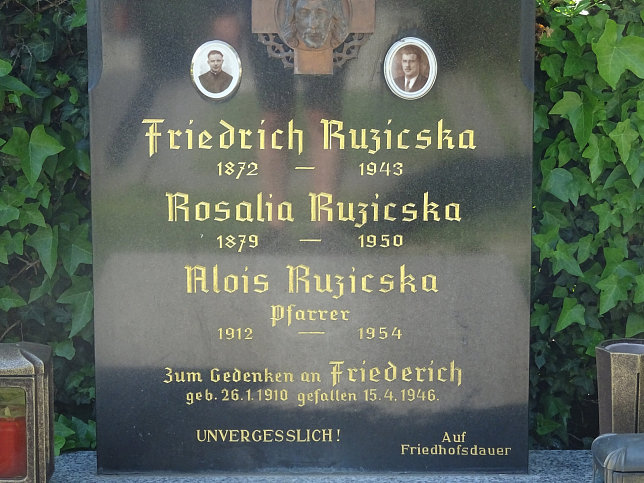 Friedrich Ruzicska
1872 — 1943
Rosalia Ruzicska
1879 — 1950
Alois Ruzicska
Pfarrer
1912 — 1954
Zum Gedenken an Friederich
geb. 26.1.1910 gefallen 15.4.1946.
UNVERGESSLICH!
Auf
Friedhofsdauer